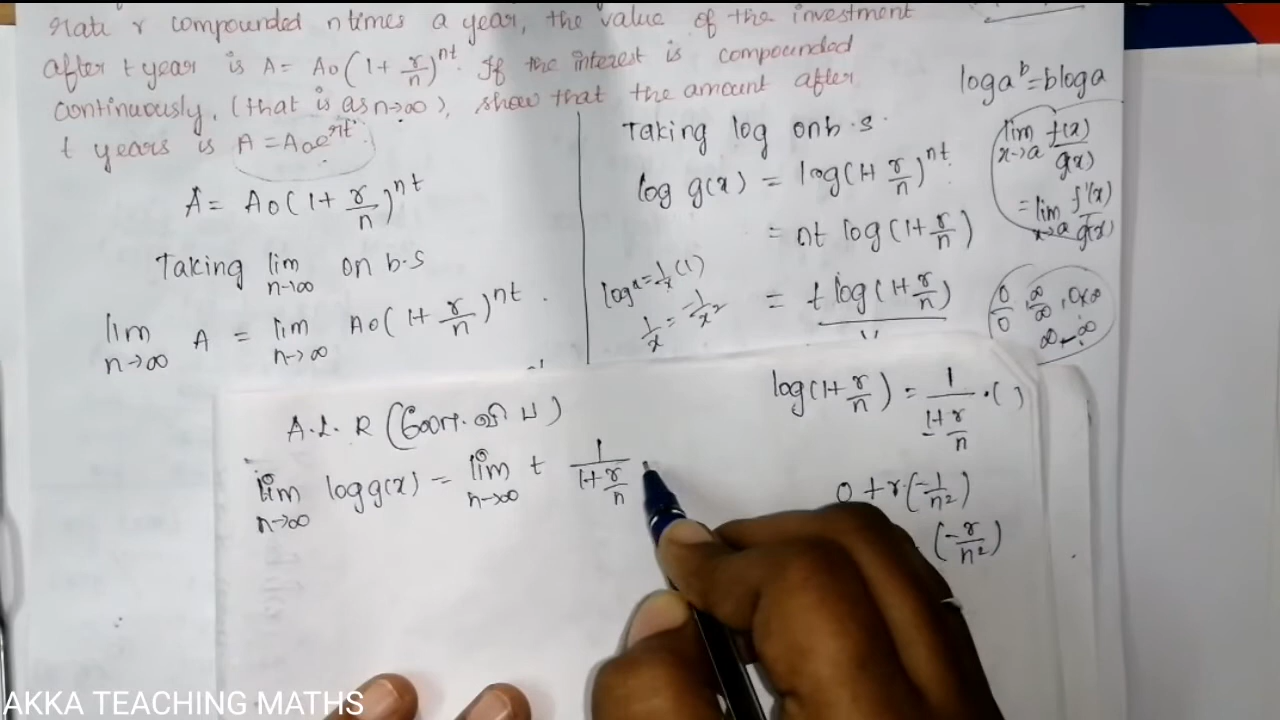 rate r compounded n times a year, the value of the investment
after t year is A = A₀(1+r/n)^nt. If the interest is compounded
continuously, (that is as n→∞), show that the amount after
t years is A = A₀e^rt.
A = A₀(1+r/n)^nt
Taking lim n→∞ on b.s
lim n→∞ A = lim n→∞ A₀(1+r/n)^nt.
Taking log on b.s.
log g(x) = log(1+r/n)^nt.
= nt log(1+r/n)
= t log(1+r/n)
log x = 1/x (1)
1/x = -1/x²
log a^b = b log a
lim x→a f(x)/g(x)
= lim x→a f'(x)/g'(x)
0/0, ∞/∞, 0×∞
∞-∞
A.L.R
lim n→∞ log g(x) = lim n→∞ t 1/(1+r/n)
log(1+r/n) = 1/(1+r/n) . ( )
0 + r.(-1/n²)
(-r/n²)
AKKA TEACHING MATHS